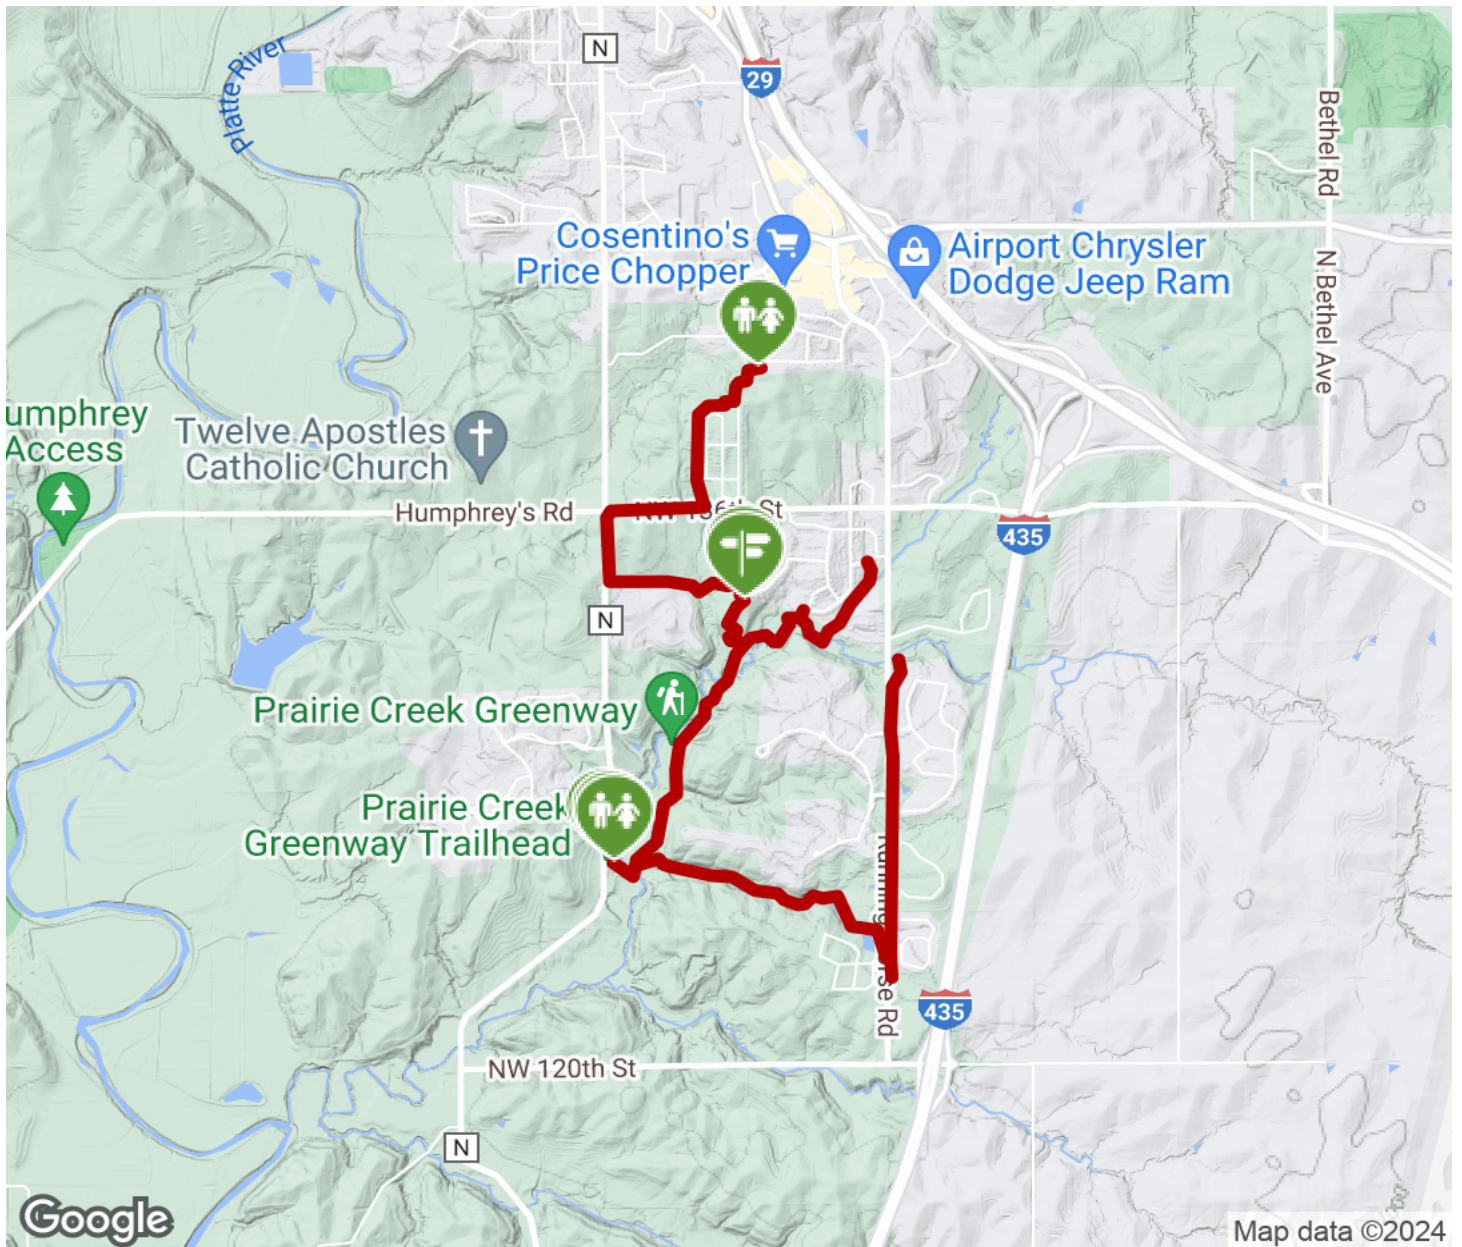 N
29
Platte River
Bethel Rd
Cosentino's
Price Chopper
Airport Chrysler
Dodge Jeep Ram
N Bethel Ave
umphrey
Access
Twelve Apostles
Catholic Church
Humphrey's Rd
NW 136th St
435
N
Prairie Creek Greenway
Prairie Creek
Greenway Trailhead
Rd
435
NW 120th St
N
Google
Map data ©2024